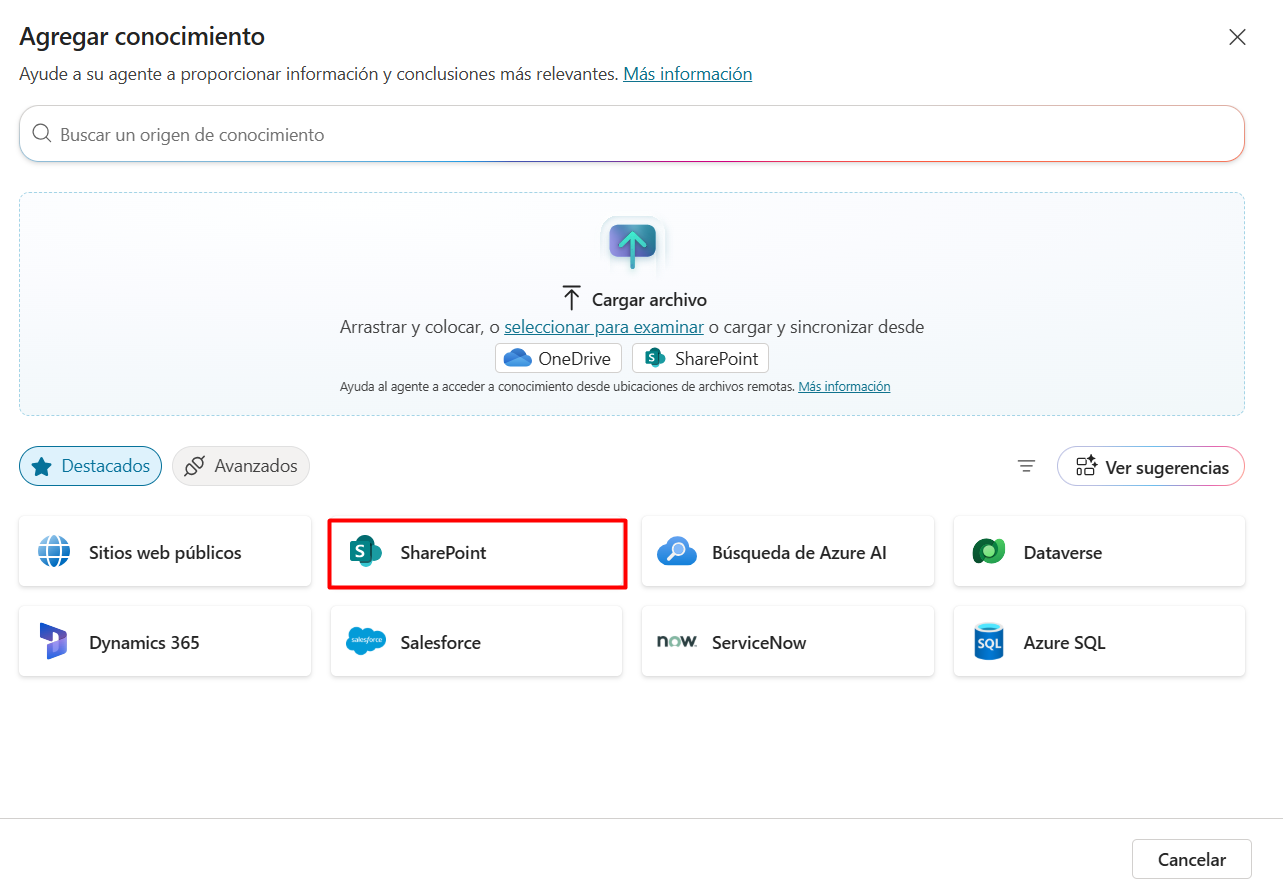 Agregar conocimiento
Ayude a su agente a proporcionar información y conclusiones más relevantes. Más información
Buscar un origen de conocimiento
Cargar archivo
Arrastrar y colocar, o seleccionar para examinar o cargar y sincronizar desde
OneDrive
S SharePoint
Ayuda al agente a acceder a conocimiento desde ubicaciones de archivos remotas. Más información
Destacados
Avanzados
Ver sugerencias
Sitios web públicos
S SharePoint
Búsqueda de Azure AI
Dataverse
Dynamics 365
salesforce Salesforce
now. ServiceNow
SQL Azure SQL
Cancelar